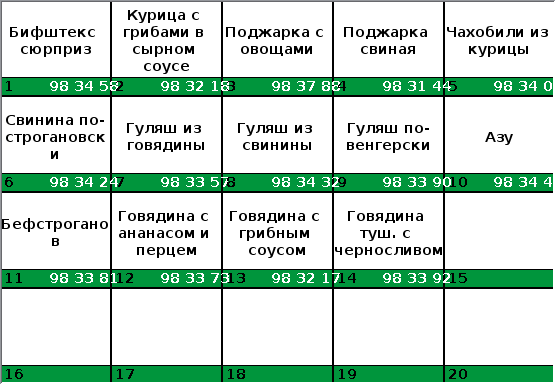 Бифштекс
сюрприз
Курица с
грибами в
сырном
соусе
Поджарка с
овощами
Поджарка
свиная
Чахобили из
курицы
1 98 34 58
2 98 32 18
3 98 37 88
4 98 31 44
5 98 34 0
Свинина по-
строгановск
и
Гуляш из
говядины
Гуляш из
свинины
Гуляш по-
венгерски
Азу
6 98 34 24
7 98 33 57
8 98 34 32
9 98 33 90
10 98 34 4
Бефстрогано
в
Говядина с
ананасом и
перцем
Говядина с
грибным
соусом
Говядина
туш. с
черносливом
11 98 33 81
12 98 33 73
13 98 32 17
14 98 33 92
15
16
17
18
19
20